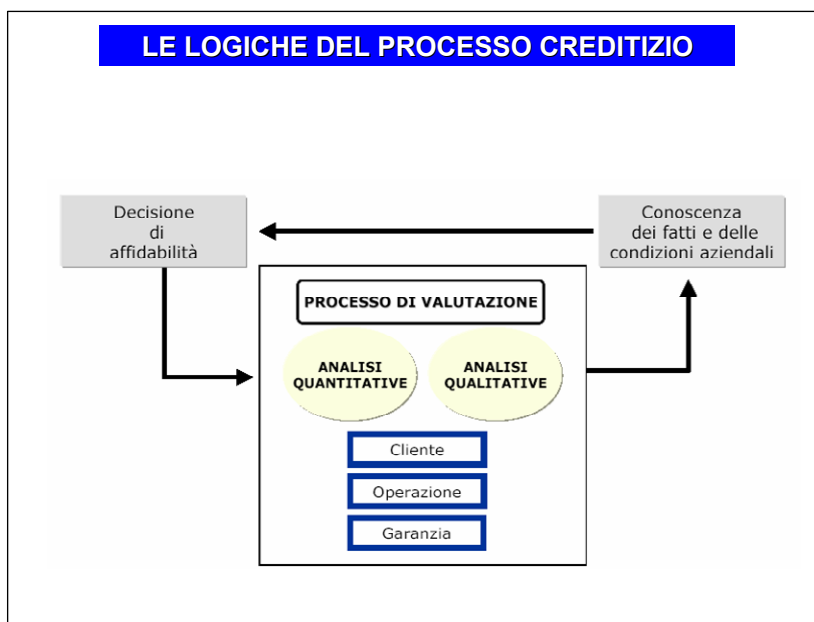 LE LOGICHE DEL PROCESSO CREDITIZIO
Decisione
di
affidabilità
Conoscenza
dei fatti e delle
condizioni aziendali
PROCESSO DI VALUTAZIONE
ANALISI
QUANTITATIVE
ANALISI
QUALITATIVE
Cliente
Operazione
Garanzia